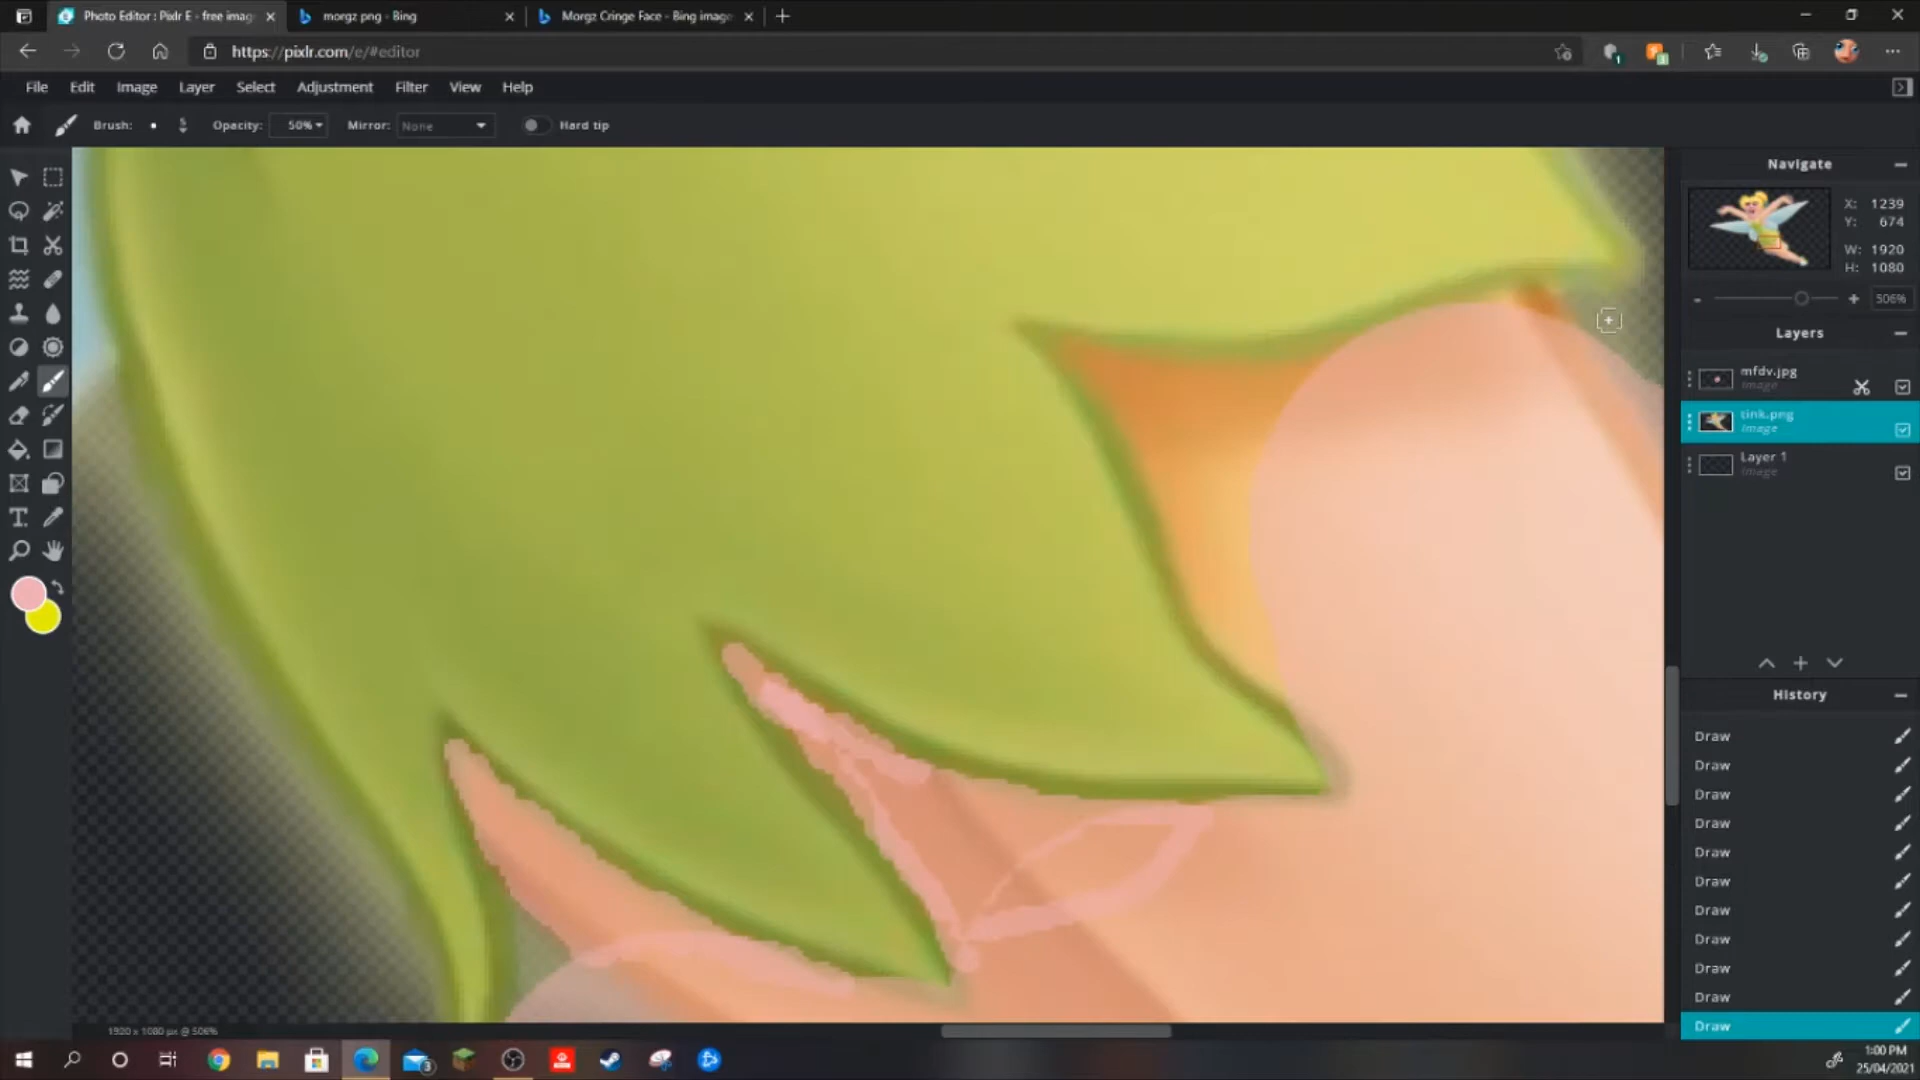 Photo Editor : Pixlr E - free imag
morgz png - Bing
Morgz Cringe Face - Bing image
https://pixlr.com/e/#editor
File Edit Image Layer Select Adjustment Filter View Help
Brush: Opacity: 50% Mirror: None Hard tip
Navigate
X: 1239
Y: 674
W: 1920
H: 1080
506%
Layers
mfdv.jpg
Image
tink.png
Image
Layer 1
Image
History
Draw
Draw
Draw
Draw
Draw
Draw
Draw
Draw
Draw
Draw
Draw
1920 x 1080 px @ 506%
1:00 PM
25/04/2021